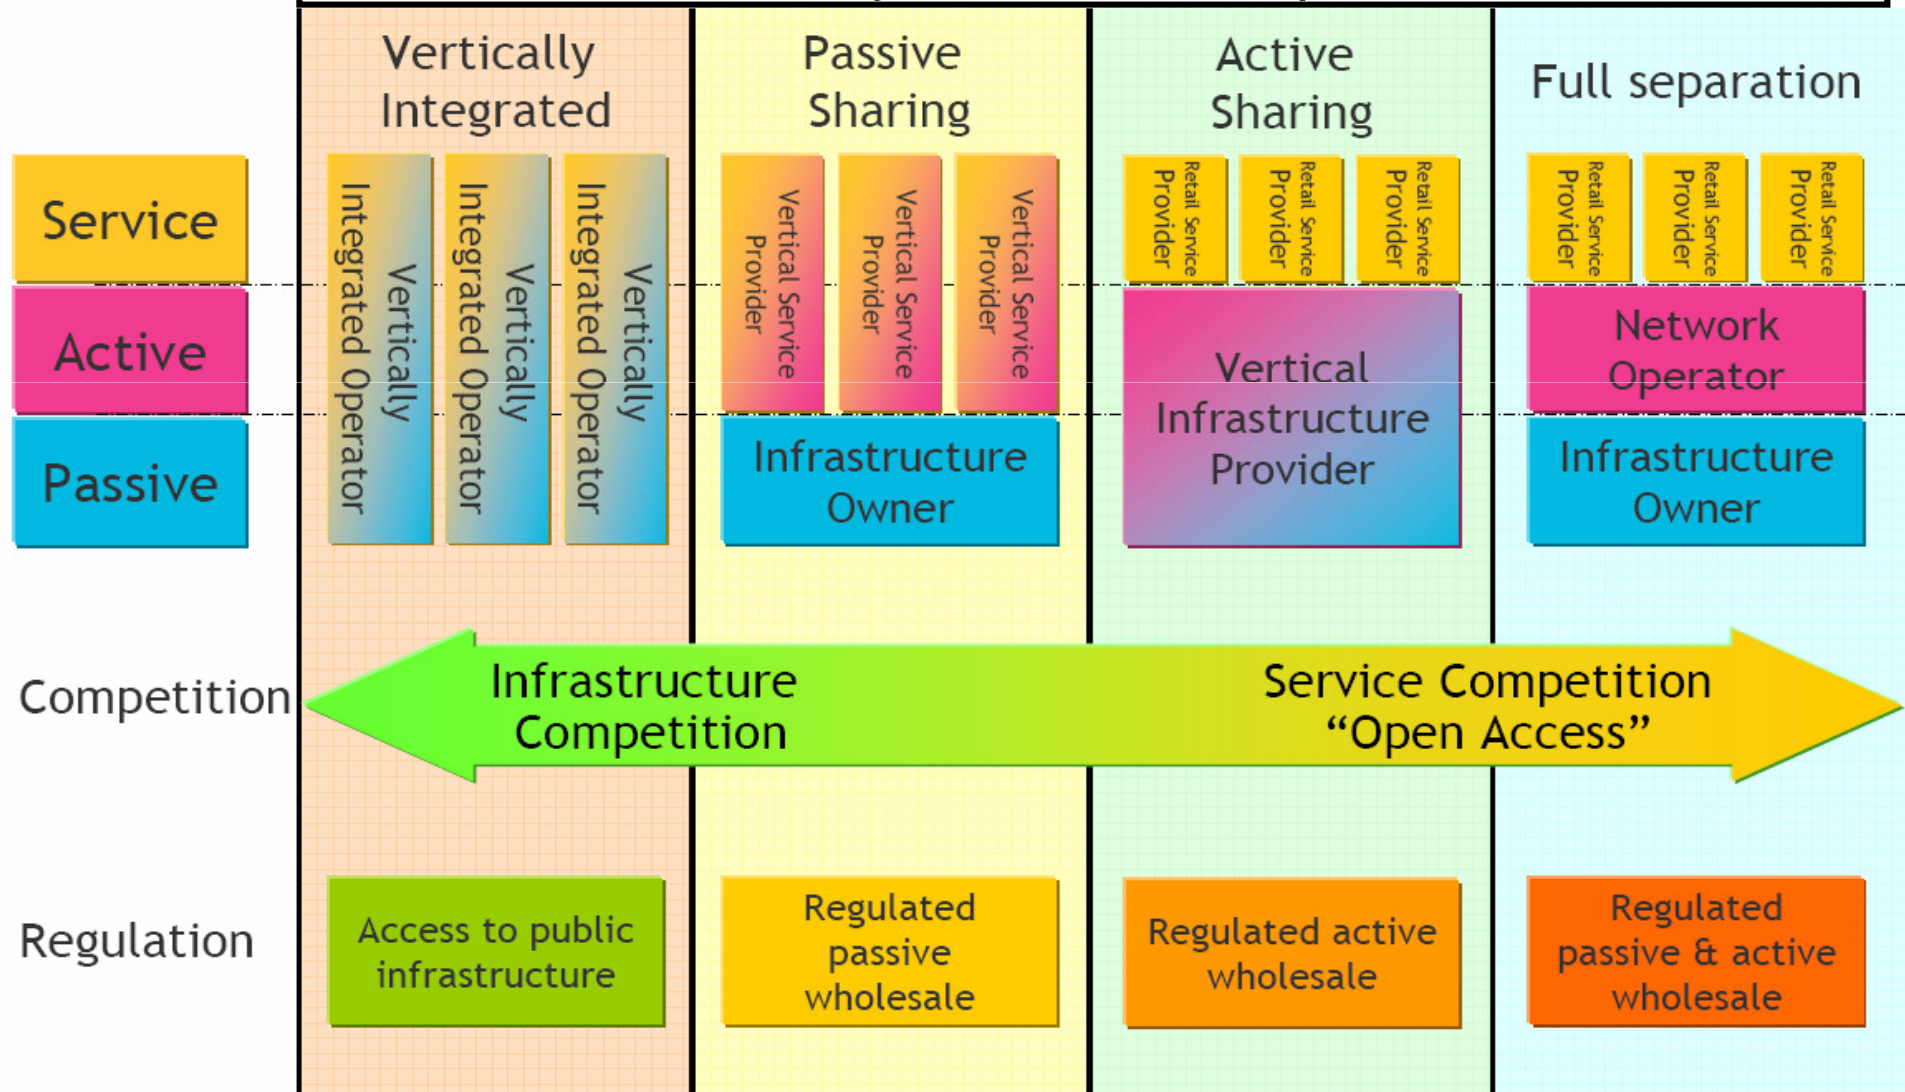 Vertically
Integrated
Passive
Sharing
Active
Sharing
Full separation
Service
Active
Passive
Vertically
Integrated Operator
Vertically
Integrated Operator
Vertically
Integrated Operator
Vertical Service
Provider
Vertical Service
Provider
Vertical Service
Provider
Infrastructure
Owner
Retail Service
Provider
Retail Service
Provider
Retail Service
Provider
Vertical
Infrastructure
Provider
Retail Service
Provider
Retail Service
Provider
Retail Service
Provider
Network
Operator
Infrastructure
Owner
Competition
Infrastructure
Competition
Service Competition
“Open Access”
Regulation
Access to public
infrastructure
Regulated
passive
wholesale
Regulated active
wholesale
Regulated
passive & active
wholesale